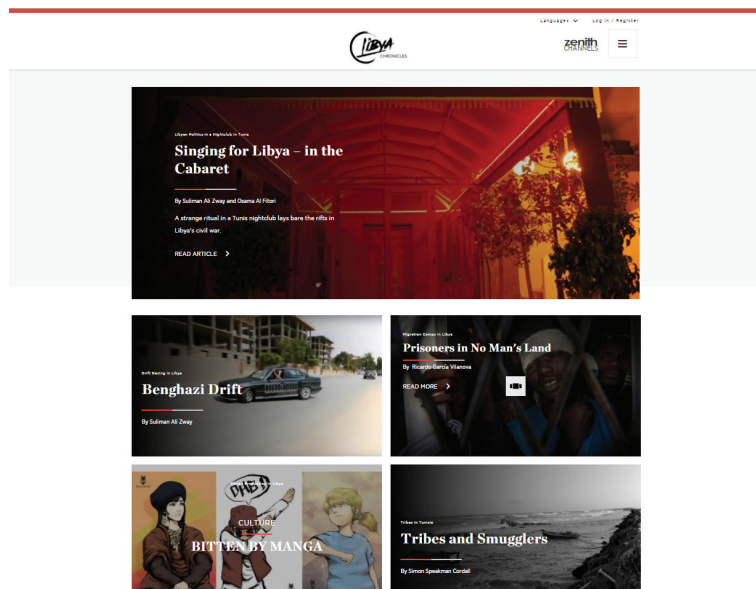 Languages
Log in / Register
LIBYA
CHRONICLES
zenith
CHANNELS
Libyan Politics in a Nightclub in Tunis
Singing for Libya – in the
Cabaret
By Suliman Ali Zway and Osama Al Fitori
A strange ritual in a Tunis nightclub lays bare the rifts in
Libya's civil war.
READ ARTICLE
Drift Racing in Libya
Benghazi Drift
By Suliman Ali Zway
Migration Camps in Libya
Prisoners in No Man's Land
By Ricardo García Vilanova
READ MORE
in Libya
DHB!
CULTURE
BITTEN BY MANGA
Tribes in Tunisia
Tribes and Smugglers
By Simon Speakman Cordall